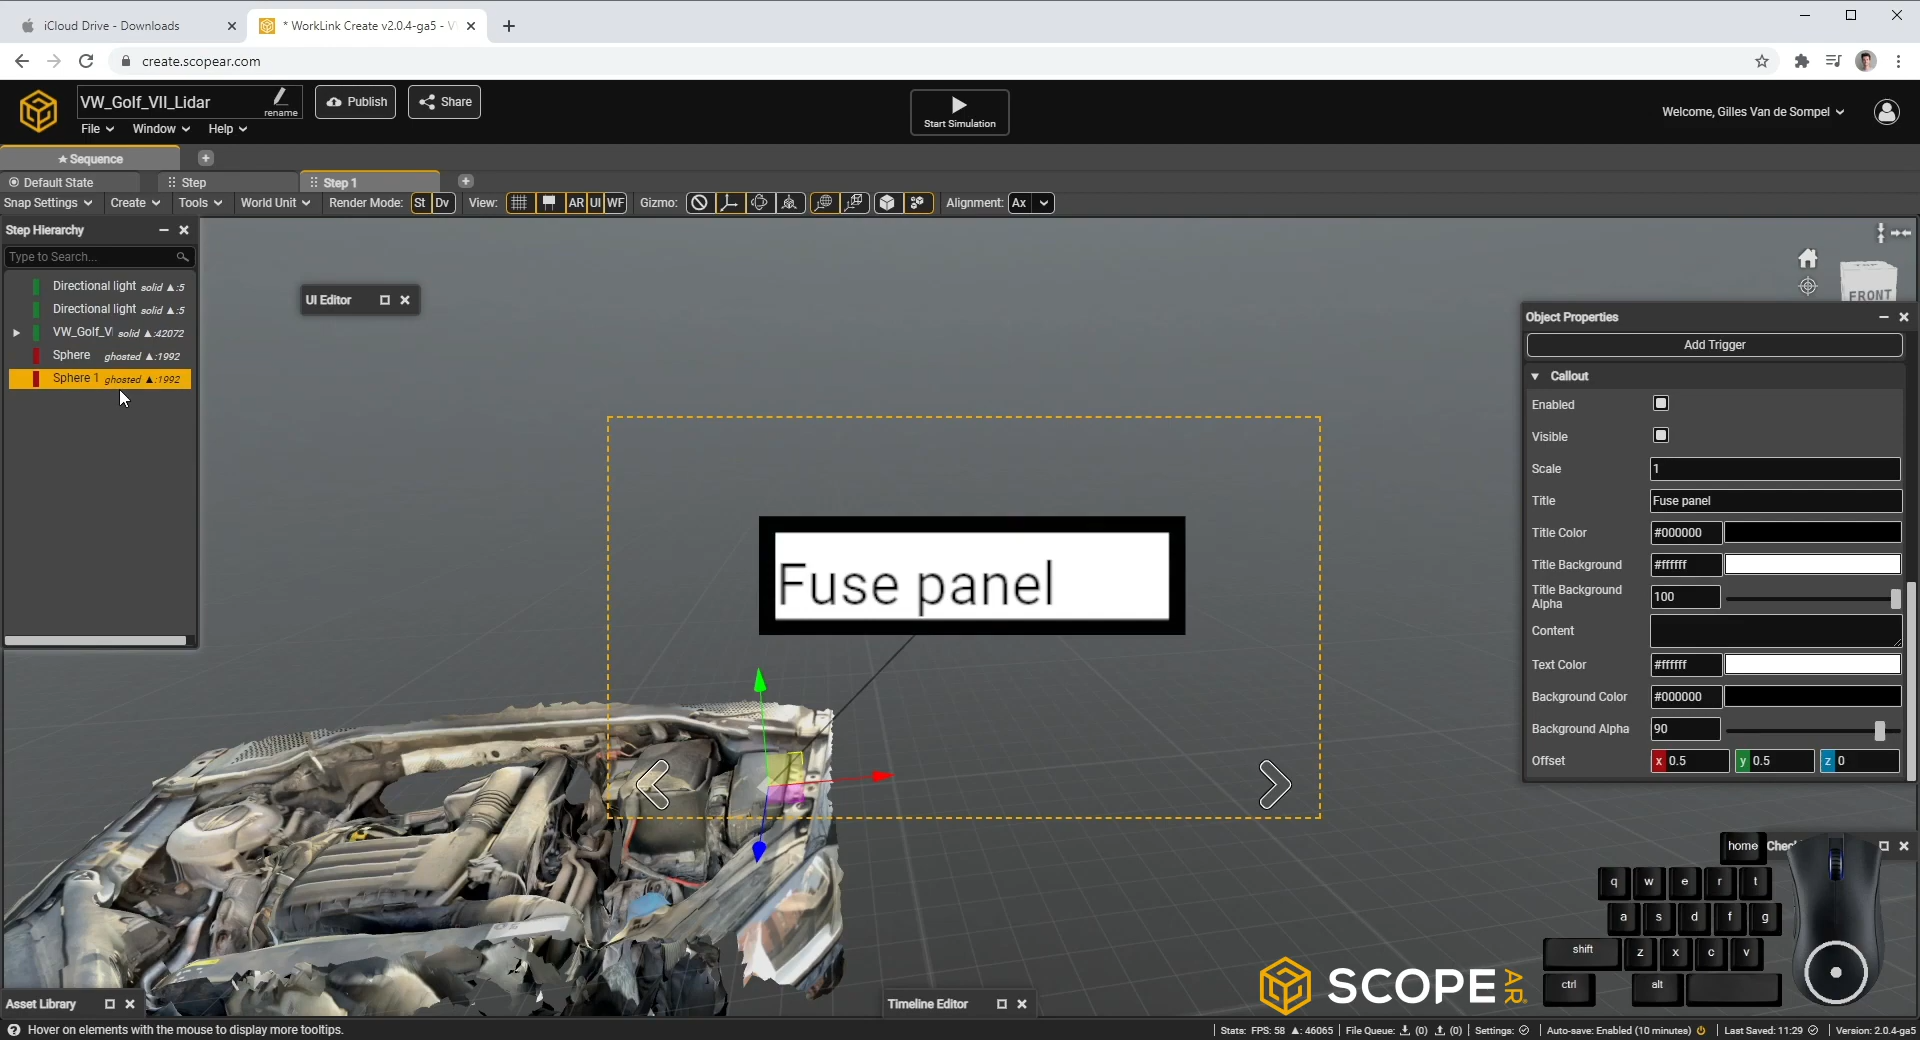 iCloud Drive - Downloads
* WorkLink Create v2.0.4-ga5 - V
create.scopear.com
VW_Golf_VII_Lidar
rename
Publish
Share
Start Simulation
Welcome, Gilles Van de Sompel
File
Window
Help
Sequence
Default State
Step
Step 1
Snap Settings
Create
Tools
World Unit
Render Mode:
St
Dv
View:
AR
UI
WF
Gizmo:
Alignment:
Ax
Step Hierarchy
Type to Search...
Directional light solid ▲:5
Directional light solid ▲:5
VW_Golf_V solid ▲:42072
Sphere ghosted ▲:1992
Sphere 1 ghosted ▲:1992
UI Editor
FRONT
Object Properties
Add Trigger
Callout
Enabled
Visible
Scale
1
Title
Fuse panel
Title Color
#000000
Title Background
#ffffff
Title Background
Alpha
100
Content
Text Color
#ffffff
Background Color
#000000
Background Alpha
90
Offset
x 0.5
y 0.5
z 0
Fuse panel
home
q
w
e
r
t
a
s
d
f
g
shift
z
x
c
v
ctrl
alt
SCOPE AR
Asset Library
Timeline Editor
Hover on elements with the mouse to display more tooltips.
Stats: FPS: 58 ▲: 46065
File Queue: (0) (0)
Settings:
Auto-save: Enabled (10 minutes)
Last Saved: 11:29
Version: 2.0.4-ga5